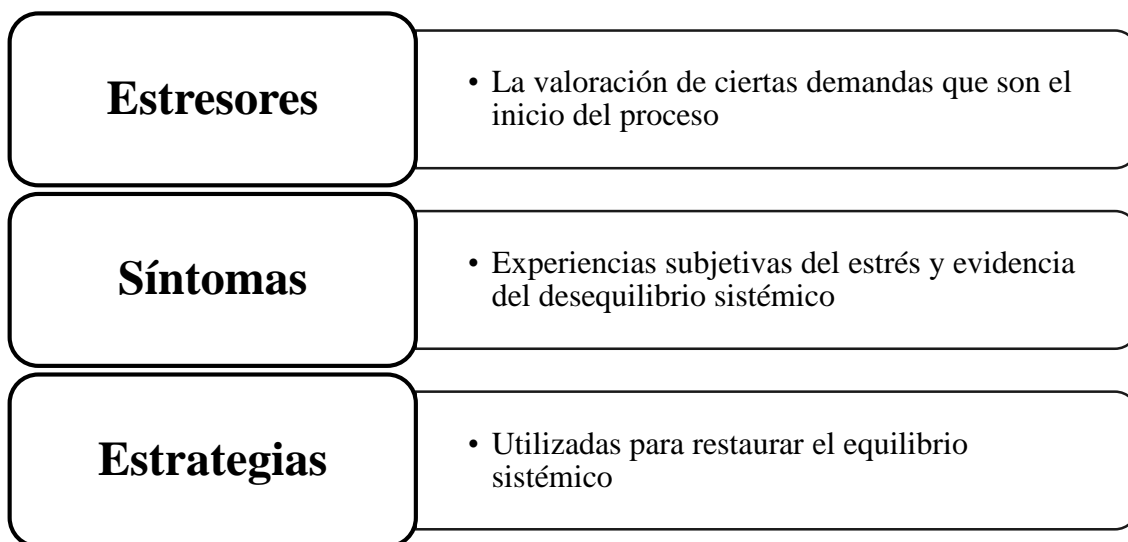 Estresores
• La valoración de ciertas demandas que son el
inicio del proceso
Síntomas
• Experiencias subjetivas del estrés y evidencia
del desequilibrio sistémico
Estrategias
• Utilizadas para restaurar el equilibrio
sistémico